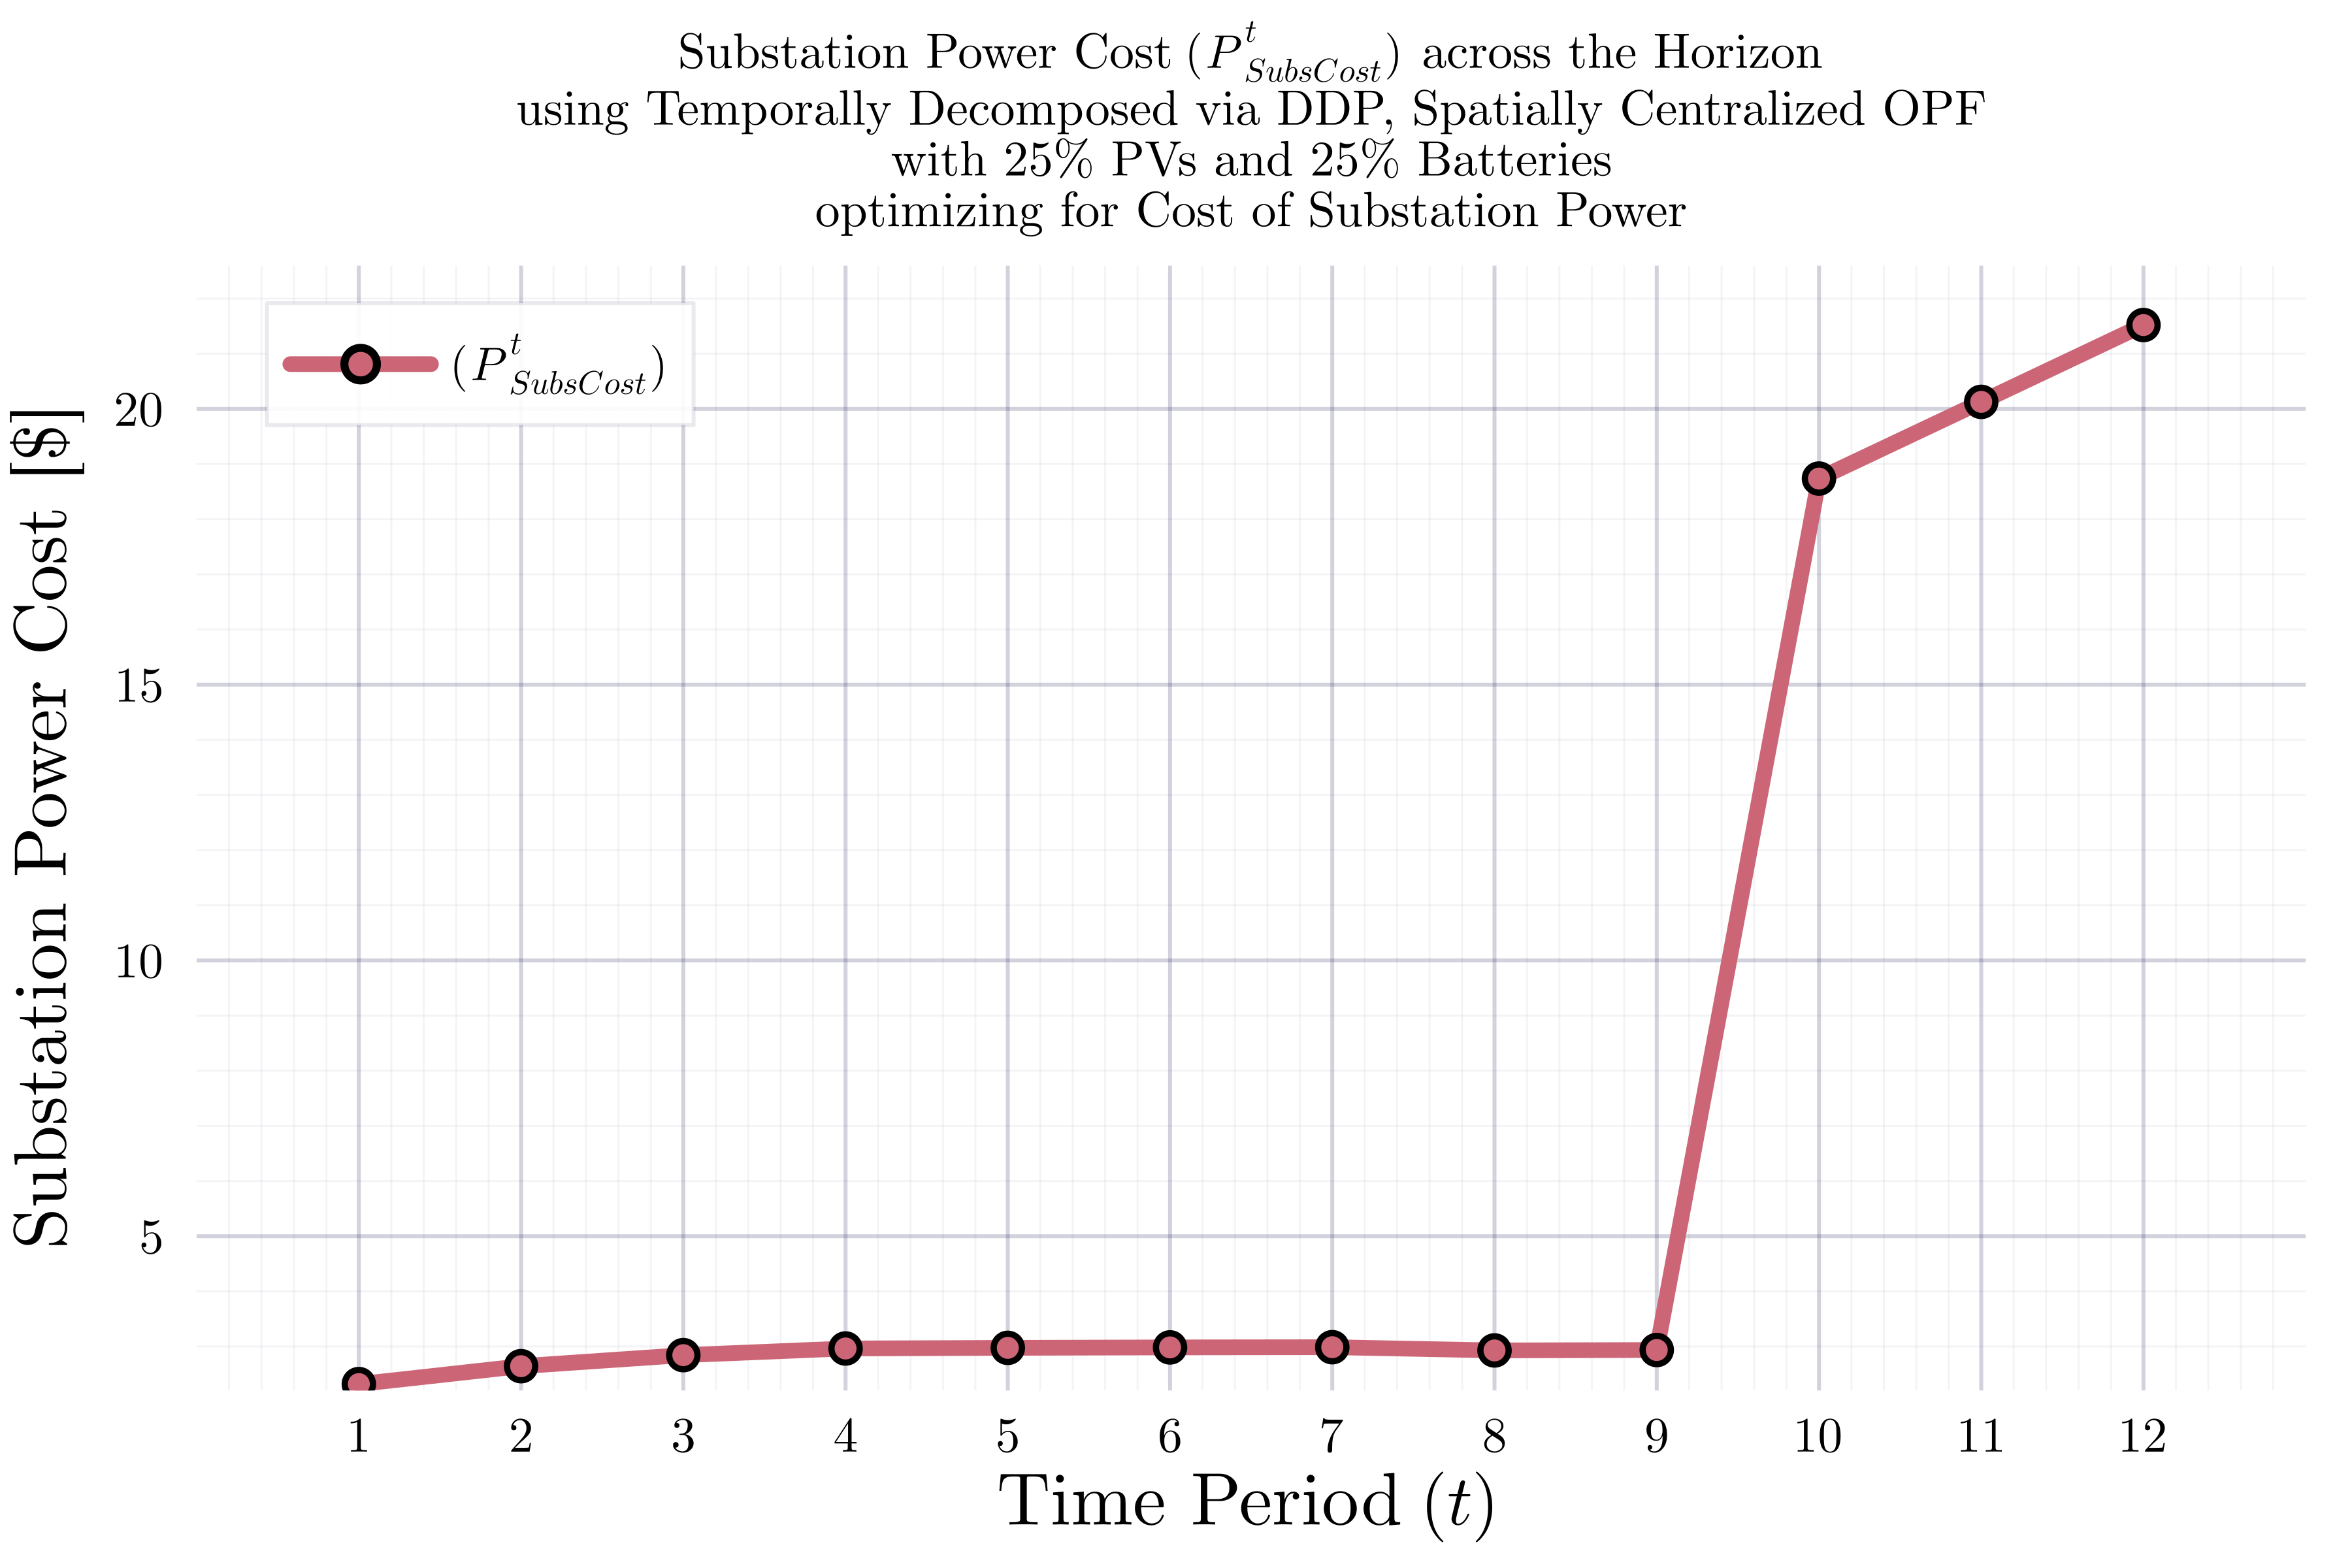 Substation Power Cost (P^t_SubsCost) across the Horizon
using Temporally Decomposed via DDP, Spatially Centralized OPF
with 25% PVs and 25% Batteries
optimizing for Cost of Substation Power
(P^t_SubsCost)
Substation Power Cost [$]
20
15
10
5
1 2 3 4 5 6 7 8 9 10 11 12
Time Period (t)